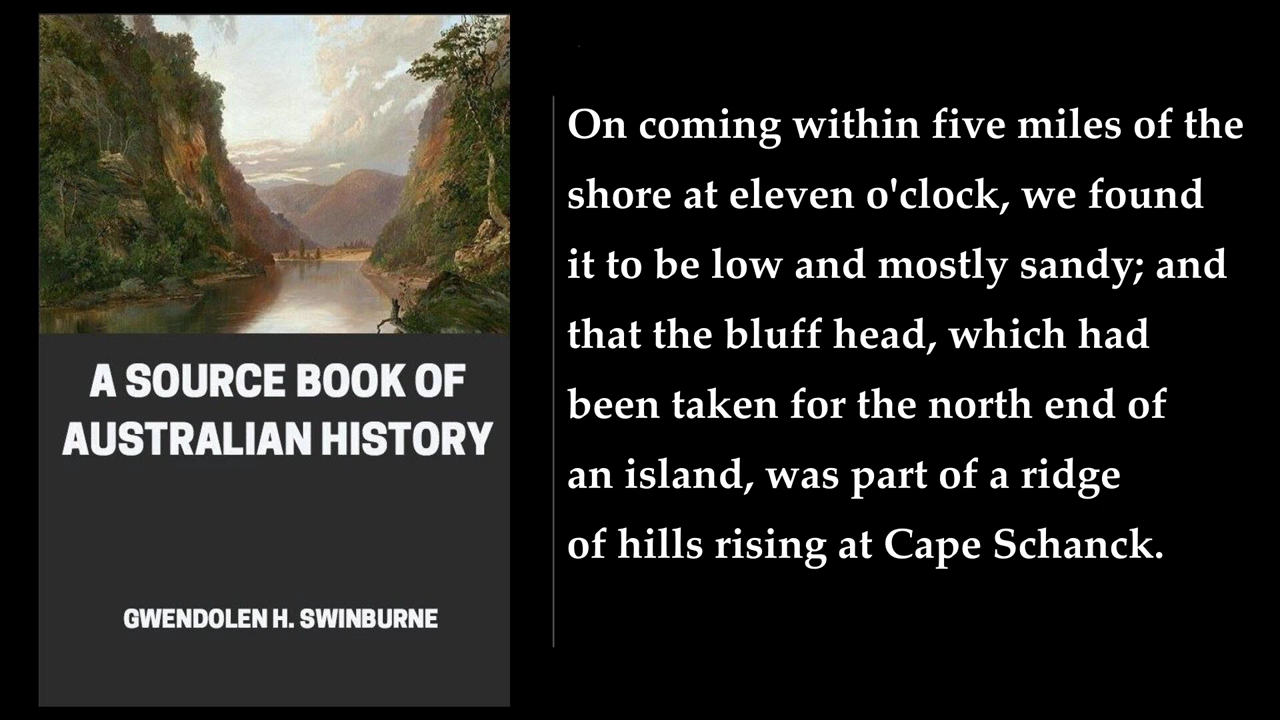 A SOURCE BOOK OF
AUSTRALIAN HISTORY
GWENDOLEN H. SWINBURNE
On coming within five miles of the
shore at eleven o'clock, we found
it to be low and mostly sandy; and
that the bluff head, which had
been taken for the north end of
an island, was part of a ridge
of hills rising at Cape Schanck.